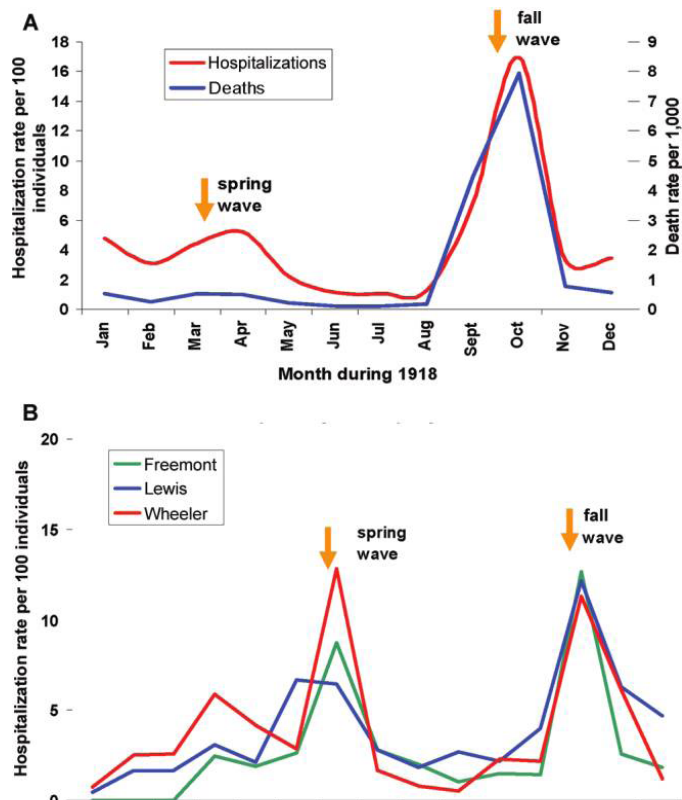 A
fall
wave
Hospitalizations
Deaths
spring
wave
Hospitalization rate per 100
individuals
18
16
14
12
10
8
6
4
2
0
Death rate per 1,000
9
8
7
6
5
4
3
2
1
0
Jan
Feb
Mar
Apr
May
Jun
Jul
Aug
Sept
Oct
Nov
Dec
Month during 1918
B
Freemont
Lewis
Wheeler
spring
wave
fall
wave
Hospitalization rate per 100 individuals
20
15
10
5
0